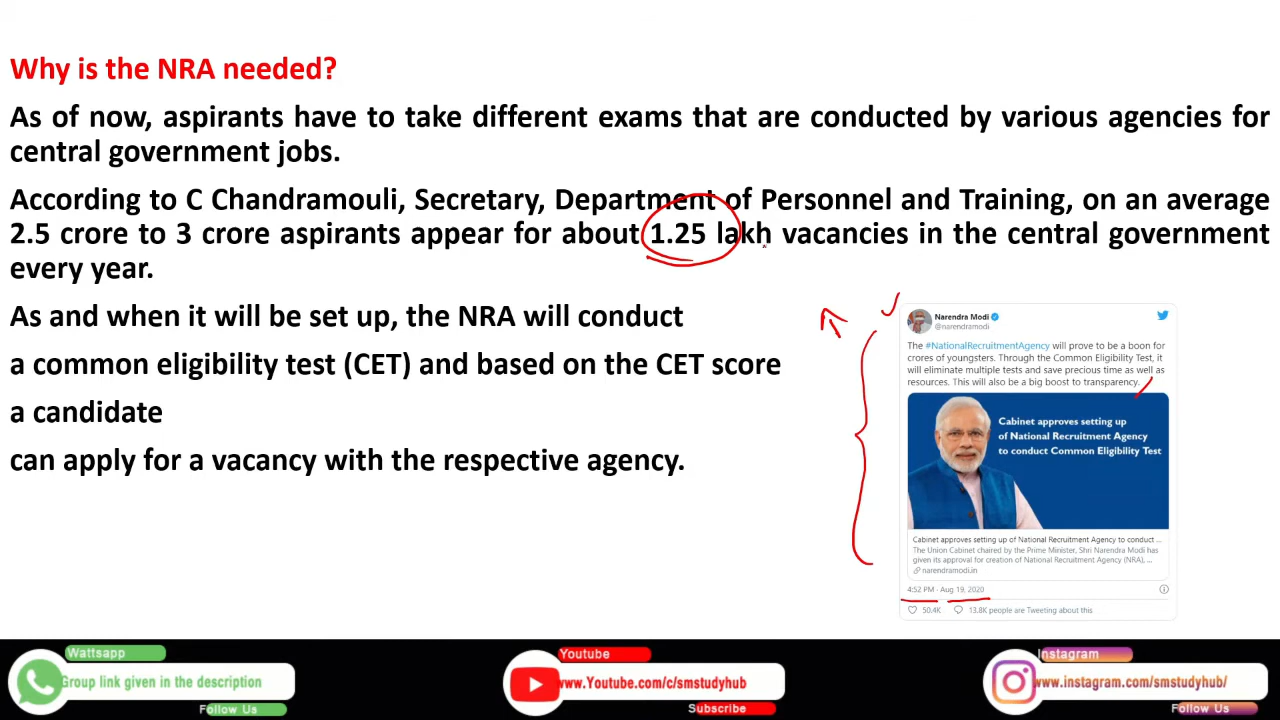 Why is the NRA needed?
As of now, aspirants have to take different exams that are conducted by various agencies for
central government jobs.
According to C Chandramouli, Secretary, Department of Personnel and Training, on an average
2.5 crore to 3 crore aspirants appear for about 1.25 lakh vacancies in the central government
every year.
As and when it will be set up, the NRA will conduct
a common eligibility test (CET) and based on the CET score
a candidate
can apply for a vacancy with the respective agency.
Narendra Modi
@narendramodi
The #NationalRecruitmentAgency will prove to be a boon for
crores of youngsters. Through the Common Eligibility Test, it
will eliminate multiple tests and save precious time as well as
resources. This will also be a big boost to transparency.
Cabinet approves setting up
of National Recruitment Agency
to conduct Common Eligibility Test
Cabinet approves setting up of National Recruitment Agency to conduct ...
The Union Cabinet chaired by the Prime Minister, Shri Narendra Modi has
given its approval for creation of National Recruitment Agency (NRA), ...
narendramodi.in
4:52 PM · Aug 19, 2020
50.4K 13.8K people are Tweeting about this
Wattsapp
Group link given in the description
Follow Us
Youtube
www.Youtube.com/c/smstudyhub
Subscribe
Instagram
www.instagram.com/smstudyhub/
Follow Us